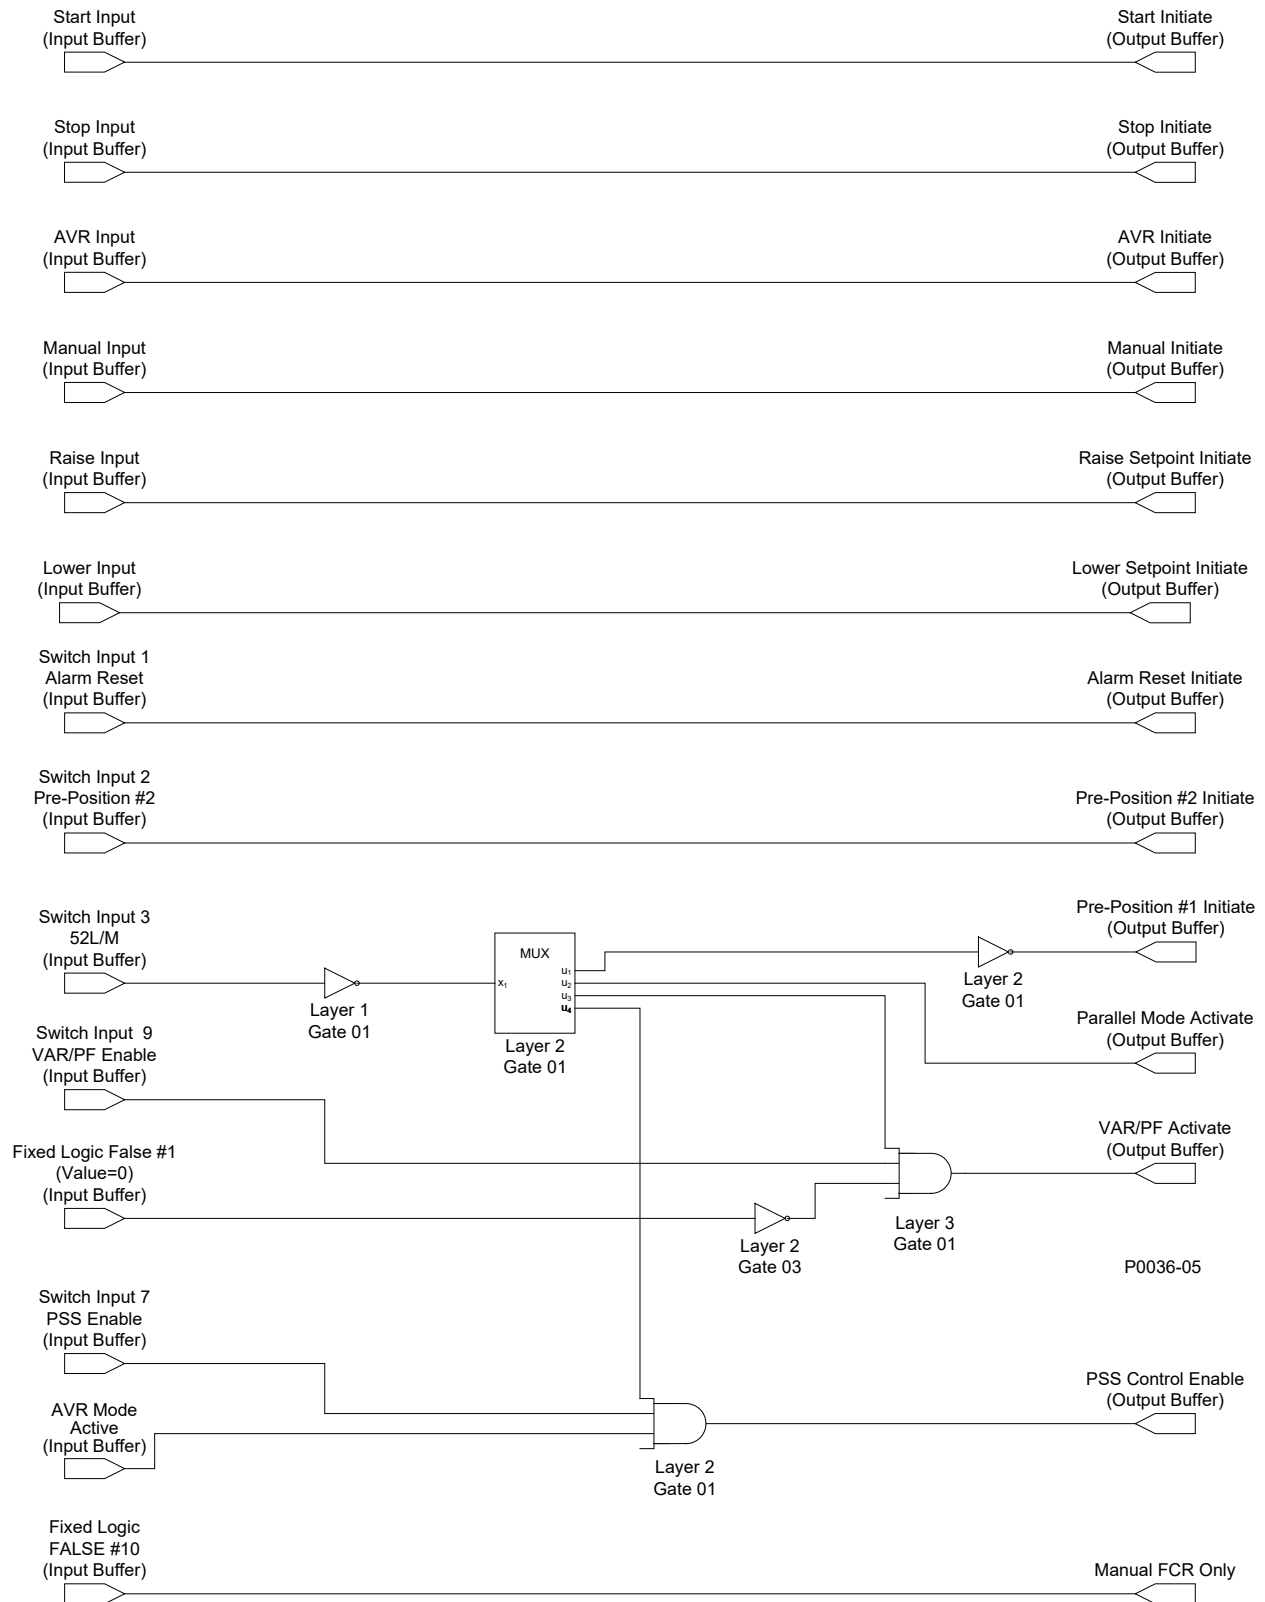 Start Input
(Input Buffer)
Start Initiate
(Output Buffer)
Stop Input
(Input Buffer)
Stop Initiate
(Output Buffer)
AVR Input
(Input Buffer)
AVR Initiate
(Output Buffer)
Manual Input
(Input Buffer)
Manual Initiate
(Output Buffer)
Raise Input
(Input Buffer)
Raise Setpoint Initiate
(Output Buffer)
Lower Input
(Input Buffer)
Lower Setpoint Initiate
(Output Buffer)
Switch Input 1
Alarm Reset
(Input Buffer)
Alarm Reset Initiate
(Output Buffer)
Switch Input 2
Pre-Position #2
(Input Buffer)
Pre-Position #2 Initiate
(Output Buffer)
Switch Input 3
52L/M
(Input Buffer)
Layer 1
Gate 01
MUX
x1
u1
u2
u3
u4
Layer 2
Gate 01
Layer 2
Gate 01
Pre-Position #1 Initiate
(Output Buffer)
Parallel Mode Activate
(Output Buffer)
Switch Input 9
VAR/PF Enable
(Input Buffer)
Fixed Logic False #1
(Value=0)
(Input Buffer)
Layer 2
Gate 03
Layer 3
Gate 01
VAR/PF Activate
(Output Buffer)
P0036-05
Switch Input 7
PSS Enable
(Input Buffer)
AVR Mode
Active
(Input Buffer)
Layer 2
Gate 01
PSS Control Enable
(Output Buffer)
Fixed Logic
FALSE #10
(Input Buffer)
Manual FCR Only